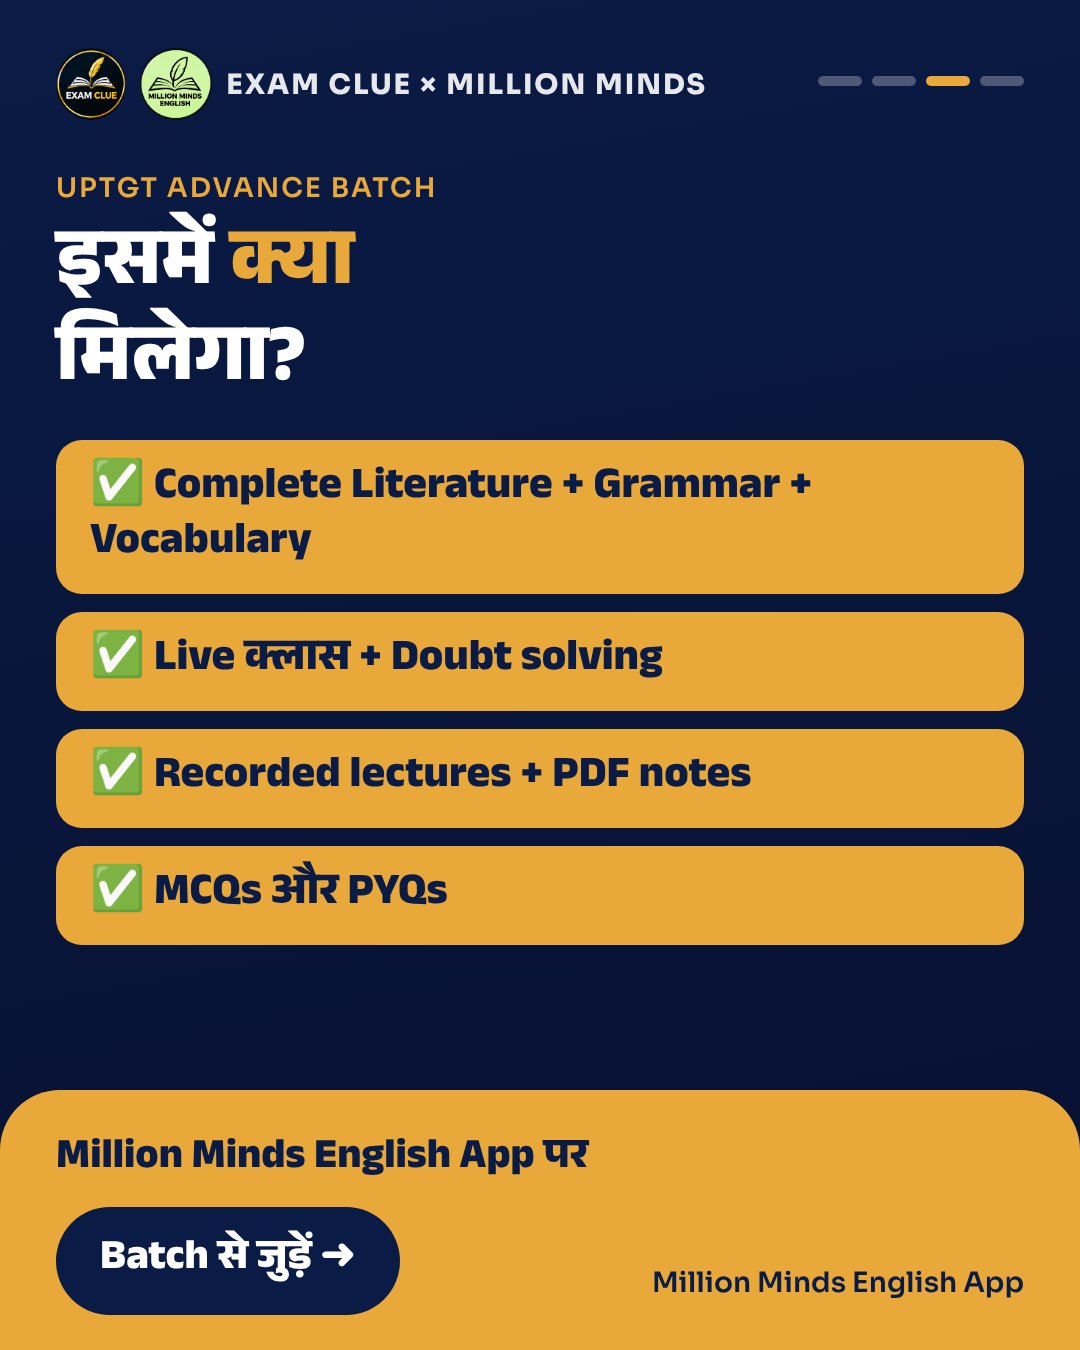 EXAM CLUE
MILLION MINDS
ENGLISH
EXAM CLUE × MILLION MINDS
UPTGT ADVANCE BATCH
इसमें क्या
मिलेगा?
✅ Complete Literature + Grammar +
Vocabulary
✅ Live क्लास + Doubt solving
✅ Recorded lectures + PDF notes
✅ MCQs और PYQs
Million Minds English App पर
Batch से जुड़ें →
Million Minds English App